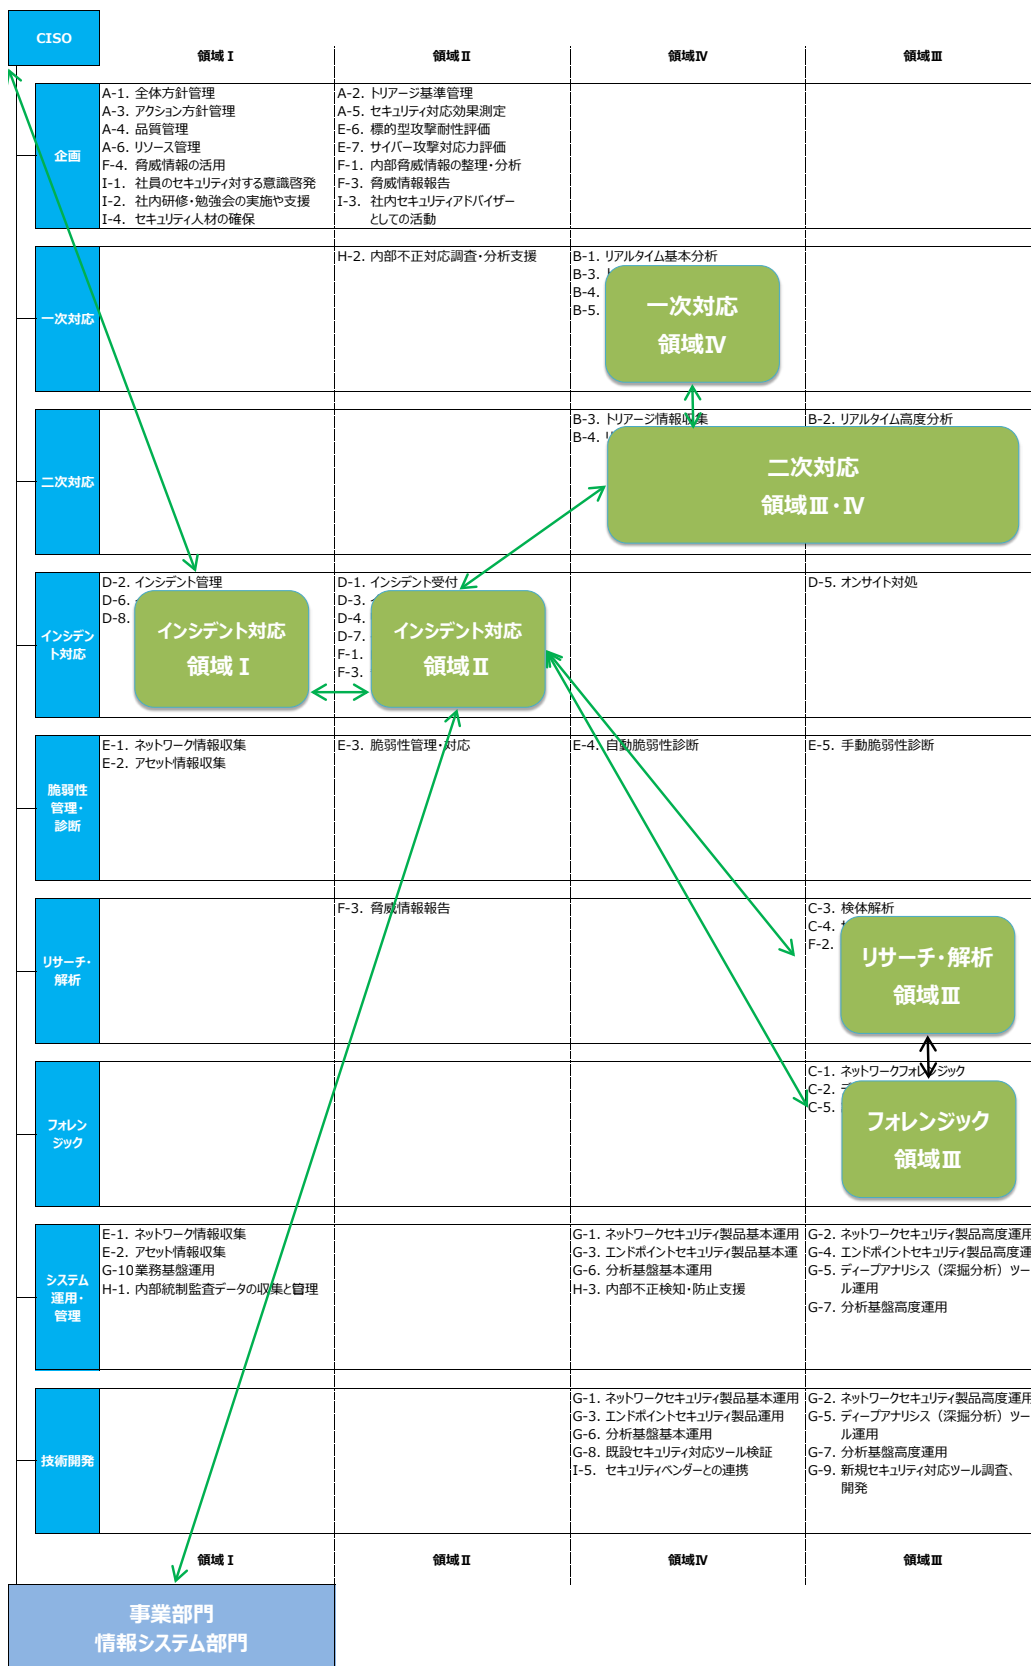 CISO
領域Ⅰ
領域Ⅱ
領域Ⅳ
領域Ⅲ
企画
A-1. 全体方針管理
A-3. アクション方針管理
A-4. 品質管理
A-6. リソース管理
F-4. 脅威情報の活用
I-1. 社員のセキュリティ対する意識啓発
I-2. 社内研修・勉強会の実施や支援
I-4. セキュリティ人材の確保
A-2. トリアージ基準管理
A-5. セキュリティ対応効果測定
E-6. 標的型攻撃耐性評価
E-7. サイバー攻撃対応力評価
F-1. 内部脅威情報の整理・分析
F-3. 脅威情報報告
I-3. 社内セキュリティアドバイザー
としての活動
一次対応
H-2. 内部不正対応調査・分析支援
B-1. リアルタイム基本分析
B-3.
B-4.
B-5.
一次対応
領域Ⅳ
二次対応
B-3. トリアージ情報収集
B-4.
B-2. リアルタイム高度分析
二次対応
領域Ⅲ・Ⅳ
インシデン
ト対応
D-2. インシデント管理
D-6.
D-8.
インシデント対応
領域Ⅰ
D-1. インシデント受付
D-3.
D-4.
D-7.
F-1.
F-3.
インシデント対応
領域Ⅱ
D-5. オンサイト対処
脆弱性
管理・
診断
E-1. ネットワーク情報収集
E-2. アセット情報収集
E-3. 脆弱性管理・対応
E-4. 自動脆弱性診断
E-5. 手動脆弱性診断
リサーチ・
解析
F-3. 脅威情報報告
C-3. 検体解析
C-4.
F-2.
リサーチ・解析
領域Ⅲ
フォレン
ジック
C-1. ネットワークフォレンジック
C-2.
C-5.
フォレンジック
領域Ⅲ
システム
運用・
管理
E-1. ネットワーク情報収集
E-2. アセット情報収集
G-10業務基盤運用
H-1. 内部統制監査データの収集と管理
G-1. ネットワークセキュリティ製品基本運用
G-3. エンドポイントセキュリティ製品基本運
G-6. 分析基盤基本運用
H-3. 内部不正検知・防止支援
G-2. ネットワークセキュリティ製品高度運用
G-4. エンドポイントセキュリティ製品高度運
G-5. ディープアナリシス（深掘分析）ツー
ル運用
G-7. 分析基盤高度運用
技術開発
G-1. ネットワークセキュリティ製品基本運用
G-3. エンドポイントセキュリティ製品運用
G-6. 分析基盤基本運用
G-8. 既設セキュリティ対応ツール検証
I-5. セキュリティベンダーとの連携
G-2. ネットワークセキュリティ製品高度運用
G-5. ディープアナリシス（深掘分析）ツー
ル運用
G-7. 分析基盤高度運用
G-9. 新規セキュリティ対応ツール調査、
開発
領域Ⅰ
領域Ⅱ
領域Ⅳ
領域Ⅲ
事業部門
情報システム部門